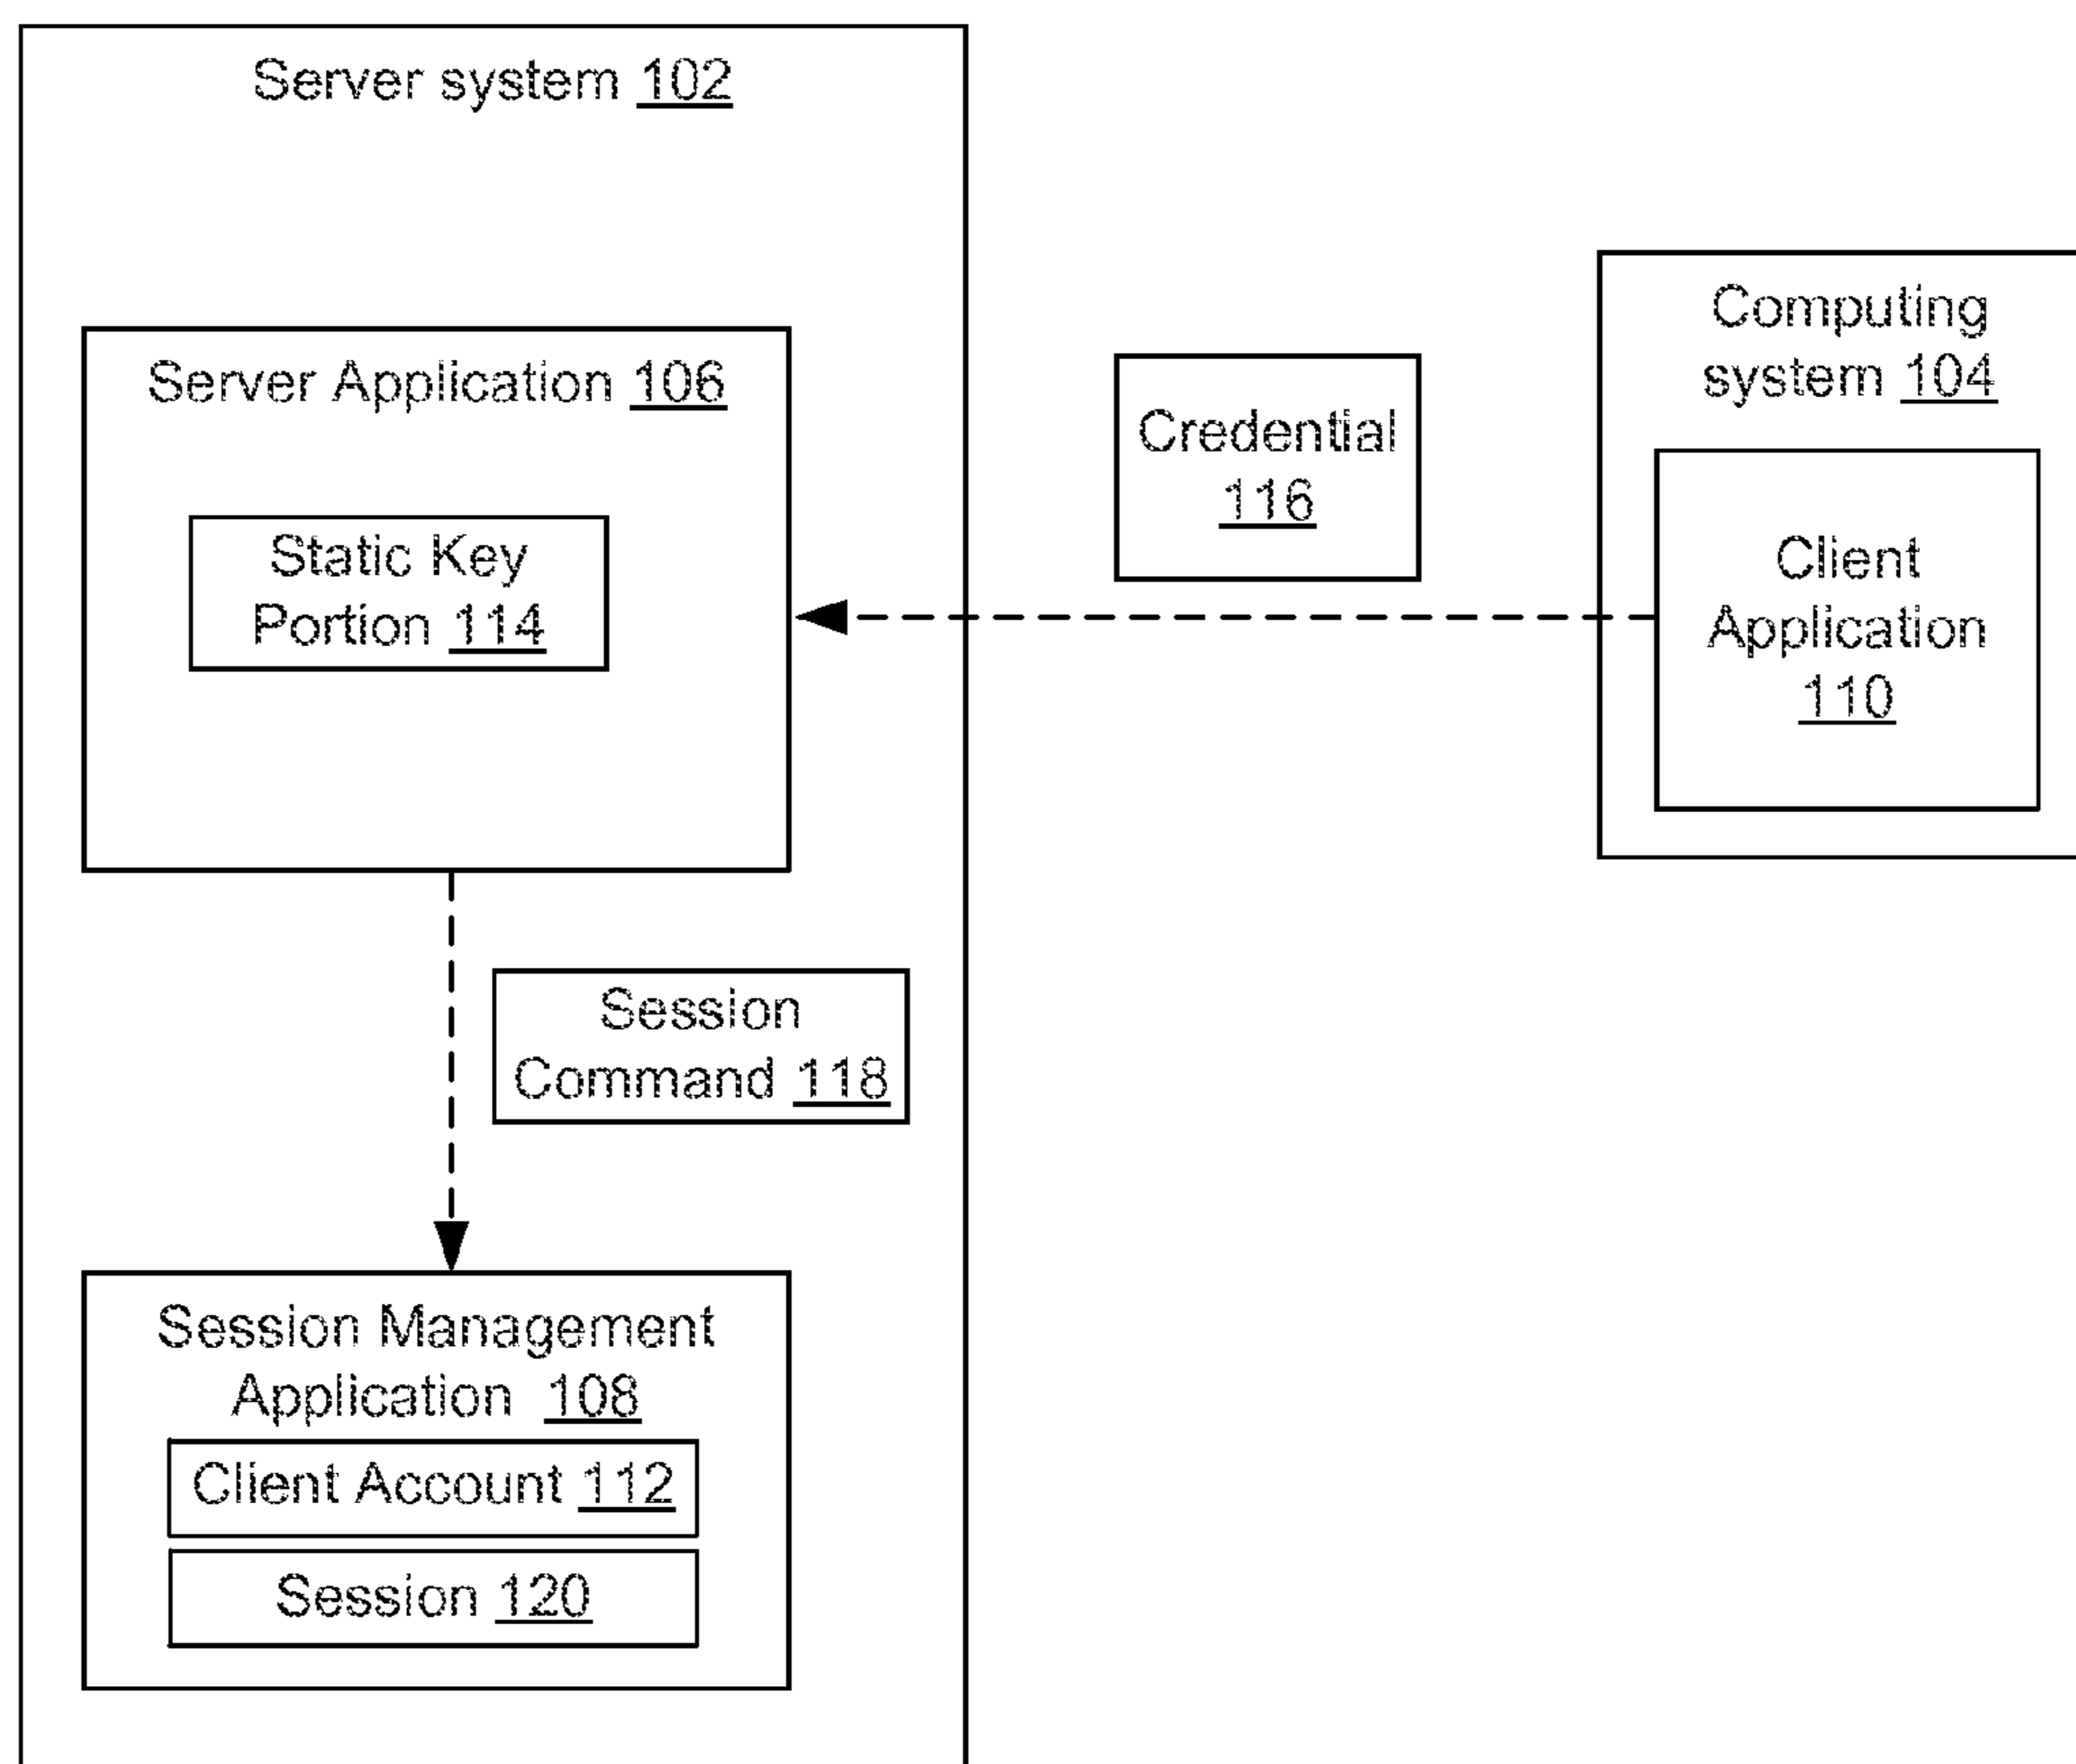 Server system 102
Server Application 106
Static Key
Portion 114
Credential
116
Computing
system 104
Client
Application
110
Session
Command 118
Session Management
Application 108
Client Account 112
Session 120